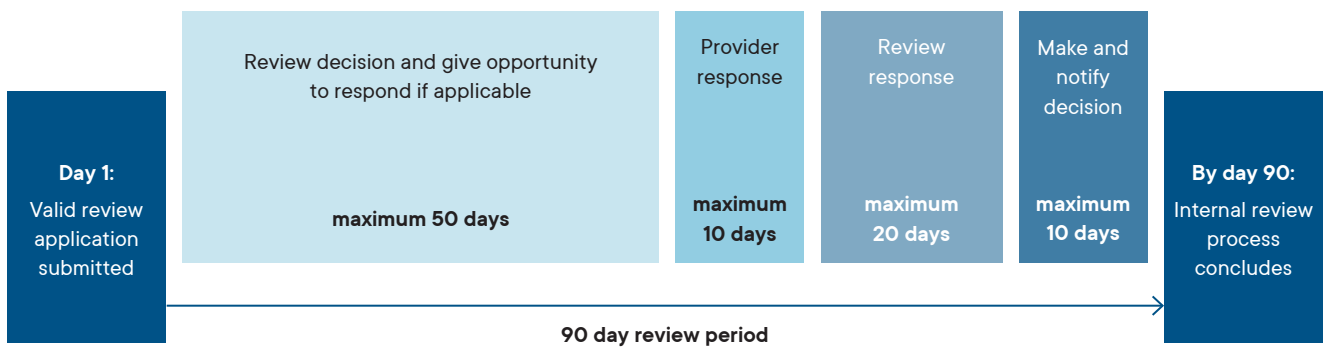 Day 1:
Valid review
application
submitted
Review decision and give opportunity
to respond if applicable
maximum 50 days
Provider
response
maximum
10 days
Review
response
maximum
20 days
Make and
notify
decision
maximum
10 days
By day 90:
Internal review
process
concludes
90 day review period